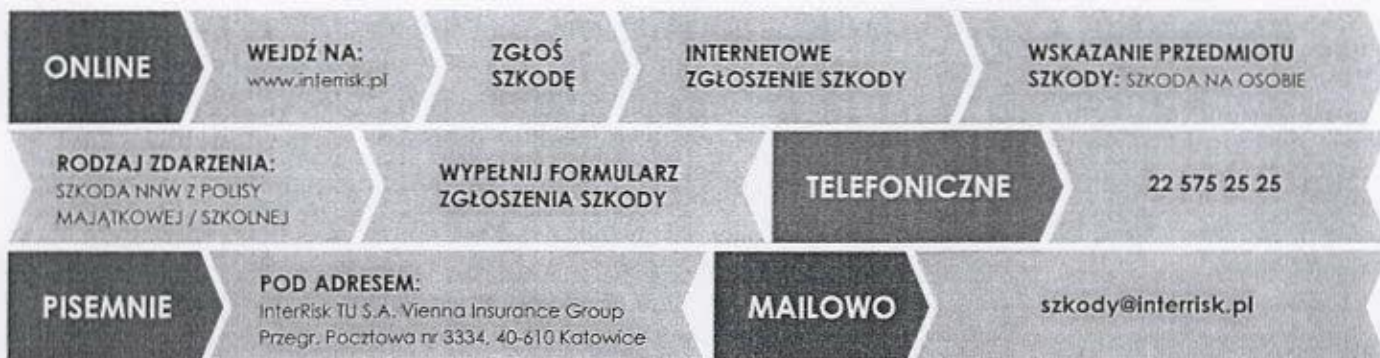 ONLINE
WEJDŹ NA:
www.interrisk.pl
ZGŁOŚ
SZKODĘ
INTERNETOWE
ZGŁOSZENIE SZKODY
WSKAZANIE PRZEDMIOTU
SZKODY: SZKODA NA OSOBIE
RODZAJ ZDARZENIA:
SZKODA NNW Z POLISY
MAJĄTKOWEJ / SZKOLNEJ
WYPEŁNIJ FORMULARZ
ZGŁOSZENIA SZKODY
TELEFONICZNE
22 575 25 25
PISEMNIE
POD ADRESEM:
InterRisk TU S.A. Vienna Insurance Group
Przegr. Pocztowa nr 3334, 40-610 Katowice
MAILOWO
szkody@interrisk.pl